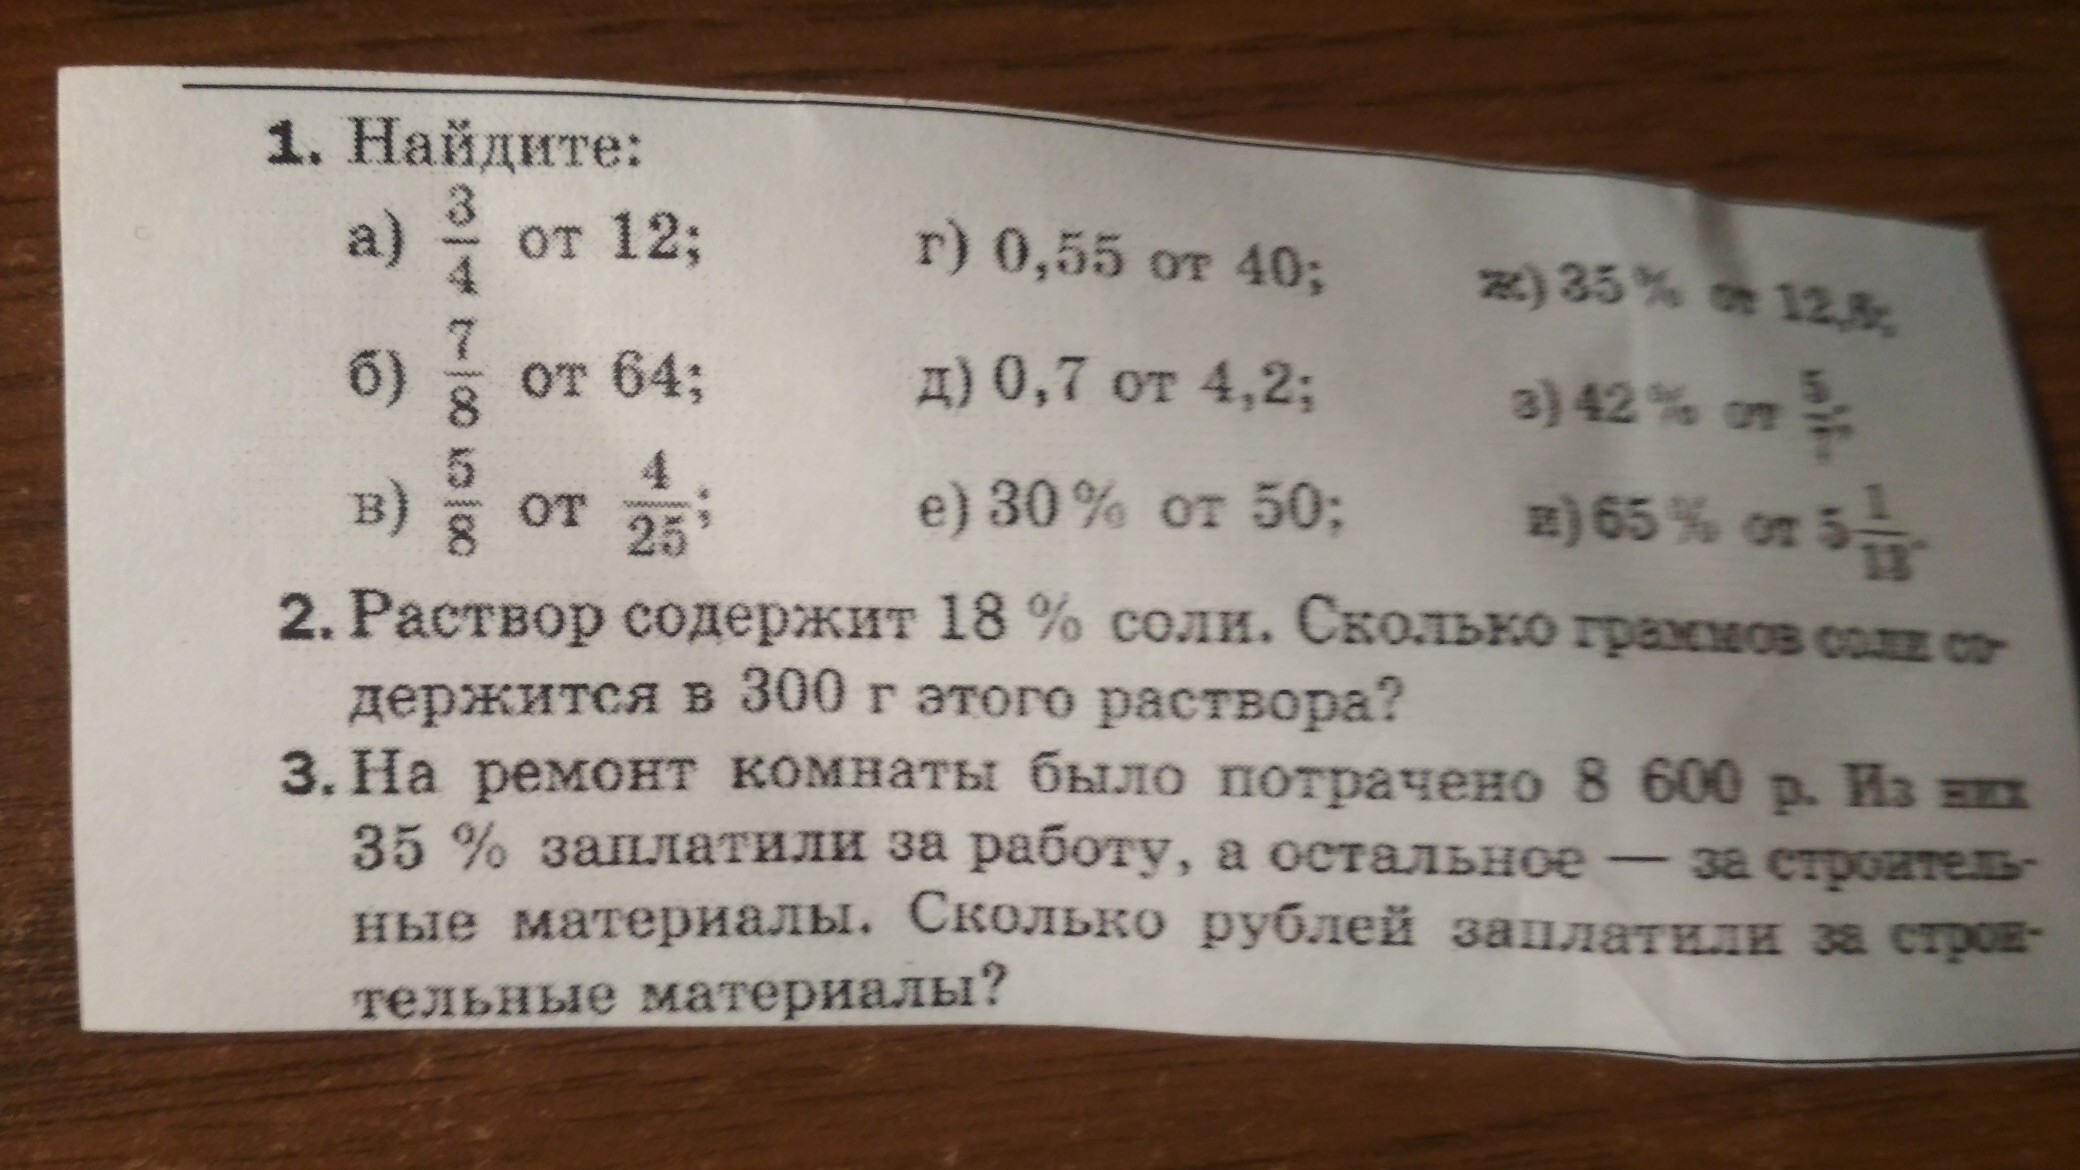 1. Найдите:
а) 3/4 от 12; г) 0,55 от 40; ж) 35 % от 12,8;
б) 7/8 от 64; д) 0,7 от 4,2; з) 42 % от 5/7;
в) 5/8 от 4/25; е) 30 % от 50; и) 65 % от 5 1/13.
2. Раствор содержит 18 % соли. Сколько граммов соли со-
держится в 300 г этого раствора?
3. На ремонт комнаты было потрачено 8 600 р. Из них
35 % заплатили за работу, а остальное — за строитель-
ные материалы. Сколько рублей заплатили за строи-
тельные материалы?